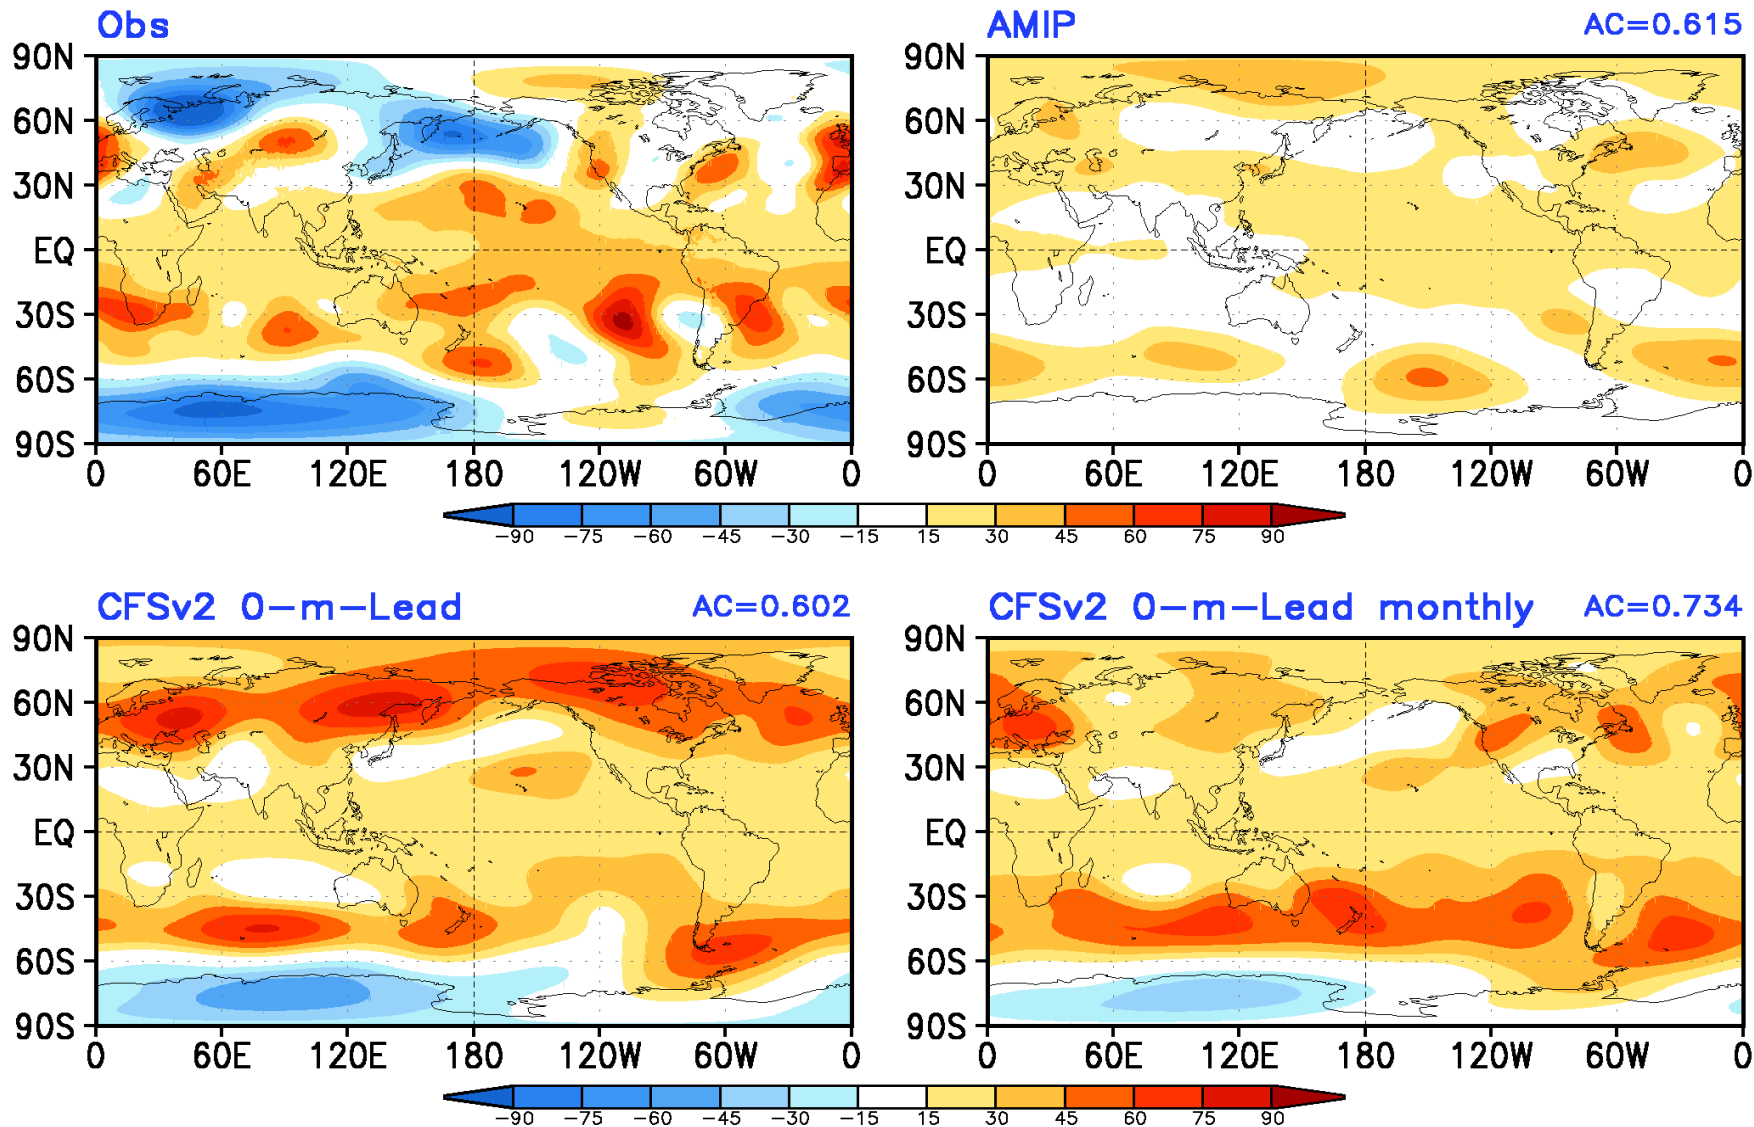 Obs
90N
60N
30N
EQ
30S
60S
90S
0 60E 120E 180 120W 60W 0
AMIP AC=0.615
90N
60N
30N
EQ
30S
60S
90S
0 60E 120E 180 120W 60W 0
-90 -75 -60 -45 -30 -15 15 30 45 60 75 90
CFSv2 0-m-Lead AC=0.602
90N
60N
30N
EQ
30S
60S
90S
0 60E 120E 180 120W 60W 0
CFSv2 0-m-Lead monthly AC=0.734
90N
60N
30N
EQ
30S
60S
90S
0 60E 120E 180 120W 60W 0
-90 -75 -60 -45 -30 -15 15 30 45 60 75 90